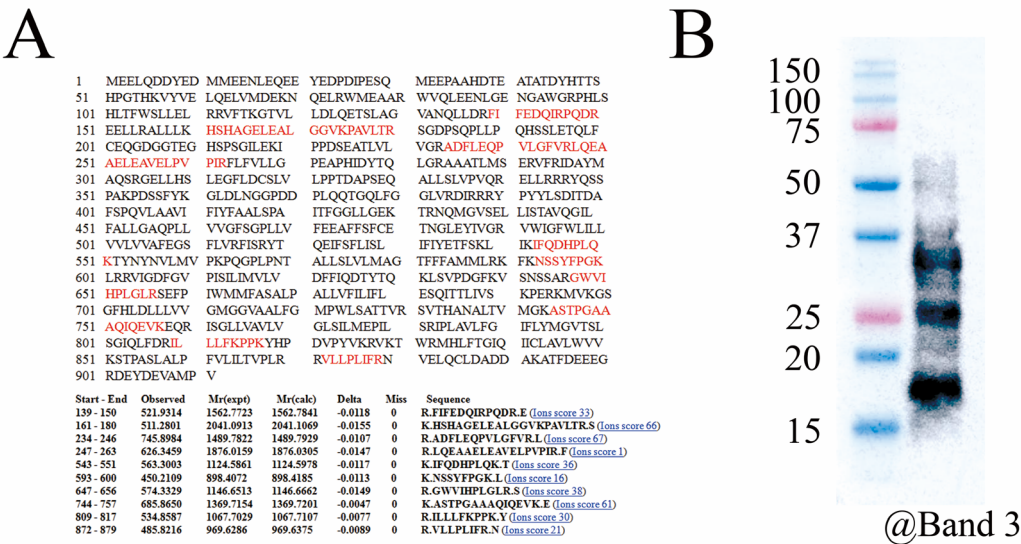 A
1 MEELQDDYED MMEENLEQEE YEDPDIPESQ MEEPAAHDTE ATATDYHTTS
51 HPGTHKVYVE LQELVMDEKN QELRWMEAAR WVQLEENLGE NGAWGRPHLS
101 HLTFWSLLEL RRVFTKGTVL LDLQETSLAG VANQLLDRFI FEDQIRPQDR
151 EELLRALLLK HSHAGELEAL GGVKPAVLTR SGDPSQPLLP QHSSLETQLF
201 CEQGDGGTEG HSPSGILEKI PPDSEATLVL VGRADFLEQP VLGFVRLQEA
251 AELEAVELPV PIRFLFVLLG PEAPHIDYTQ LGRAAATLMS ERVFRIDAYM
301 AQSRGELLHS LEGFLDCSLV LPPTDAPSEQ ALLSLVPVQR ELLRRRYQSS
351 PAKPDSSFYK GLDLNGGPDD PLQQTGQLFG GLVRDIRRRY PYYLSDITDA
401 FSPQVLAAVI FIYFAALSPA ITFGGLLGEK TRNQMGVSEL LISTAVQGIL
451 FALLGAQPLL VVGFSGPLLV FEEAFFSFCE TNGLEYIVGR VWIGFWLILL
501 VVLVVAFEGS FLVRFISRYT QEIFSFLISL IFIYETFSKL IKIFQDHPLQ
551 KTYNYNVLMV PKPQGPLPNT ALLSLVLMAG TFFFAMMLRK FKNSSYFPGK
601 LRRVIGDFGV PISILIMVLV DFFIQDTYTQ KLSVPDGFKV SNSSARGWVI
651 HPLGLRSEFP IWMMFASALP ALLVFILIFL ESQITTLIVS KPERKMVKGS
701 GFHLDLLLVV GMGGVAALFG MPWLSATTVR SVTHANALTV MGKASTPGAA
751 AQIQEVKEQR ISGLLVAVLV GLSILMEPIL SRIPLAVLFG IFLYMGVTSL
801 SGIQLFDRIL LLFKPPKYHP DVPYVKRVKT WRMHLFTGIQ IICLAVLWVV
851 KSTPASLALP FVLILTVPLR RVLLPLIFRN VELQCLDADD AKATFDEEEG
901 RDEYDEVAMP V
Start - End Observed Mr(expt) Mr(calc) Delta Miss Sequence
139 - 150 521.9314 1562.7723 1562.7841 -0.0118 0 R.FIFEDQIRPQDR.E (Ions score 33)
161 - 180 511.2801 2041.0913 2041.1069 -0.0155 0 K.HSHAGELEALGGVKPAVLTR.S (Ions score 66)
234 - 246 745.8984 1489.7822 1489.7929 -0.0107 0 R.ADFLEQPVLGFVR.L (Ions score 67)
247 - 263 626.3459 1876.0159 1876.0305 -0.0147 0 R.LQEAAELEAVELPVPIR.F (Ions score 1)
543 - 551 563.3003 1124.5861 1124.5978 -0.0117 0 K.IFQDHPLQK.T (Ions score 36)
593 - 600 450.2109 898.4072 898.4185 -0.0113 0 K.NSSYFPGK.L (Ions score 16)
647 - 656 574.3329 1146.6513 1146.6662 -0.0149 0 R.GWVIHPLGLR.S (Ions score 38)
744 - 757 685.8650 1369.7154 1369.7201 -0.0047 0 K.ASTPGAAAQIQEVK.E (Ions score 61)
809 - 817 534.8587 1067.7029 1067.7107 -0.0077 0 R.ILLLFKPPK.Y (Ions score 30)
872 - 879 485.8216 969.6286 969.6375 -0.0089 0 R.VLLPLIFR.N (Ions score 21)
B
150
100
75
50
37
25
20
15
@Band 3